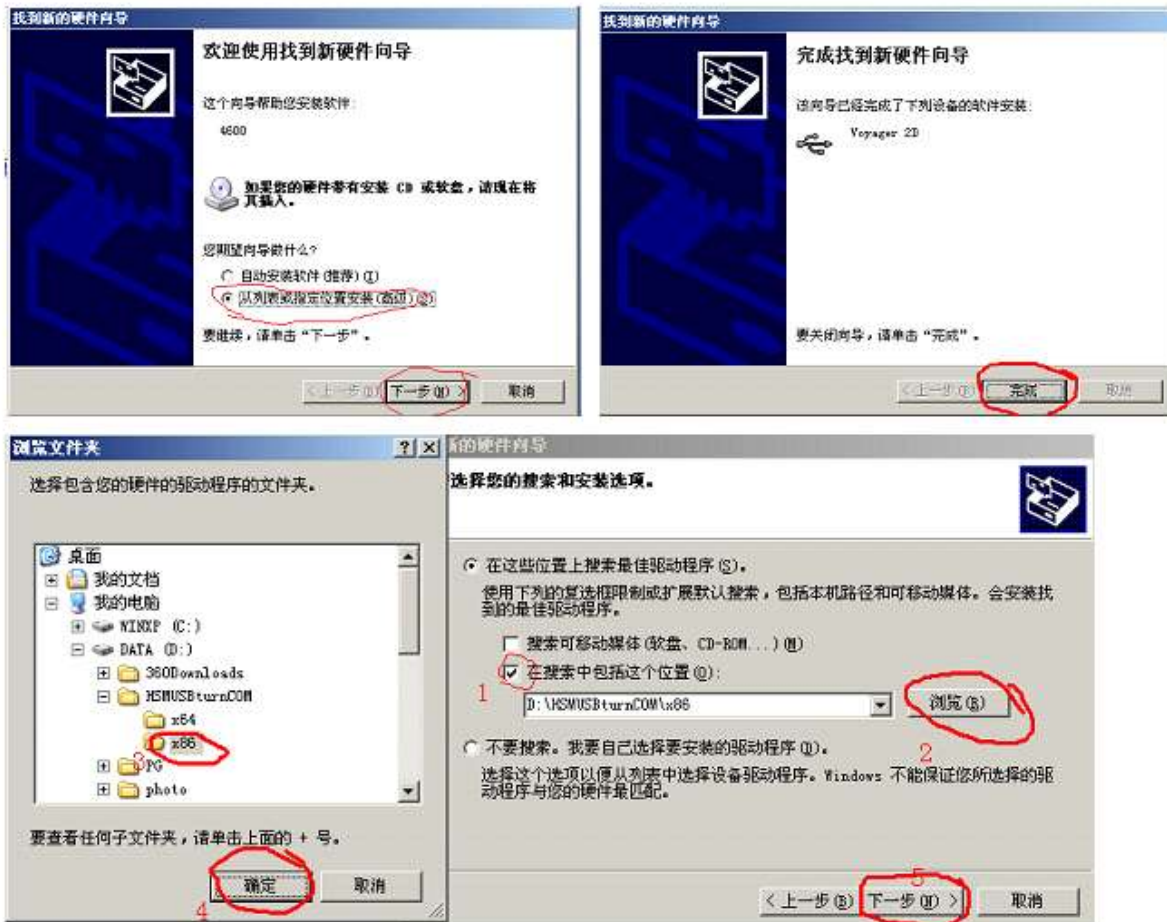 找到新的硬件向导
欢迎使用找到新硬件向导
这个向导帮助您安装软件:
4600
如果您的硬件带有安装 CD 或软盘，请现在将
其插入。
您期望向导做什么?
自动安装软件(推荐)(I)
从列表或指定位置安装(高级)(S)
要继续，请单击“下一步”。
<上一步(B)
下一步(N) >
取消
找到新的硬件向导
完成找到新硬件向导
该向导已经完成了下列设备的软件安装:
Voyager 2D
要关闭向导，请单击“完成”。
<上一步(B)
完成
取消
浏览文件夹
选择包含您的硬件的驱动程序的文件夹。
桌面
我的文档
我的电脑
WINXP (C:)
DATA (D:)
360Downloads
HSMUSBturnCOM
x64
3
x86
PG
photo
要查看任何子文件夹，请单击上面的 + 号。
确定
取消
4
新的硬件向导
选择您的搜索和安装选项。
在这些位置上搜索最佳驱动程序(S)。
使用下列的复选框限制或扩展默认搜索，包括本机路径和可移动媒体。会安装找
到的最佳驱动程序。
搜索可移动媒体(软盘、CD-ROM...)(M)
在搜索中包括这个位置(O):
1
D:\HSMUSBturnCOM\x86
浏览(R)
2
不要搜索。我要自己选择要安装的驱动程序(D)。
选择这个选项以便从列表中选择设备驱动程序。Windows 不能保证您所选择的驱
动程序与您的硬件最匹配。
5
<上一步(B)
下一步(N) >
取消